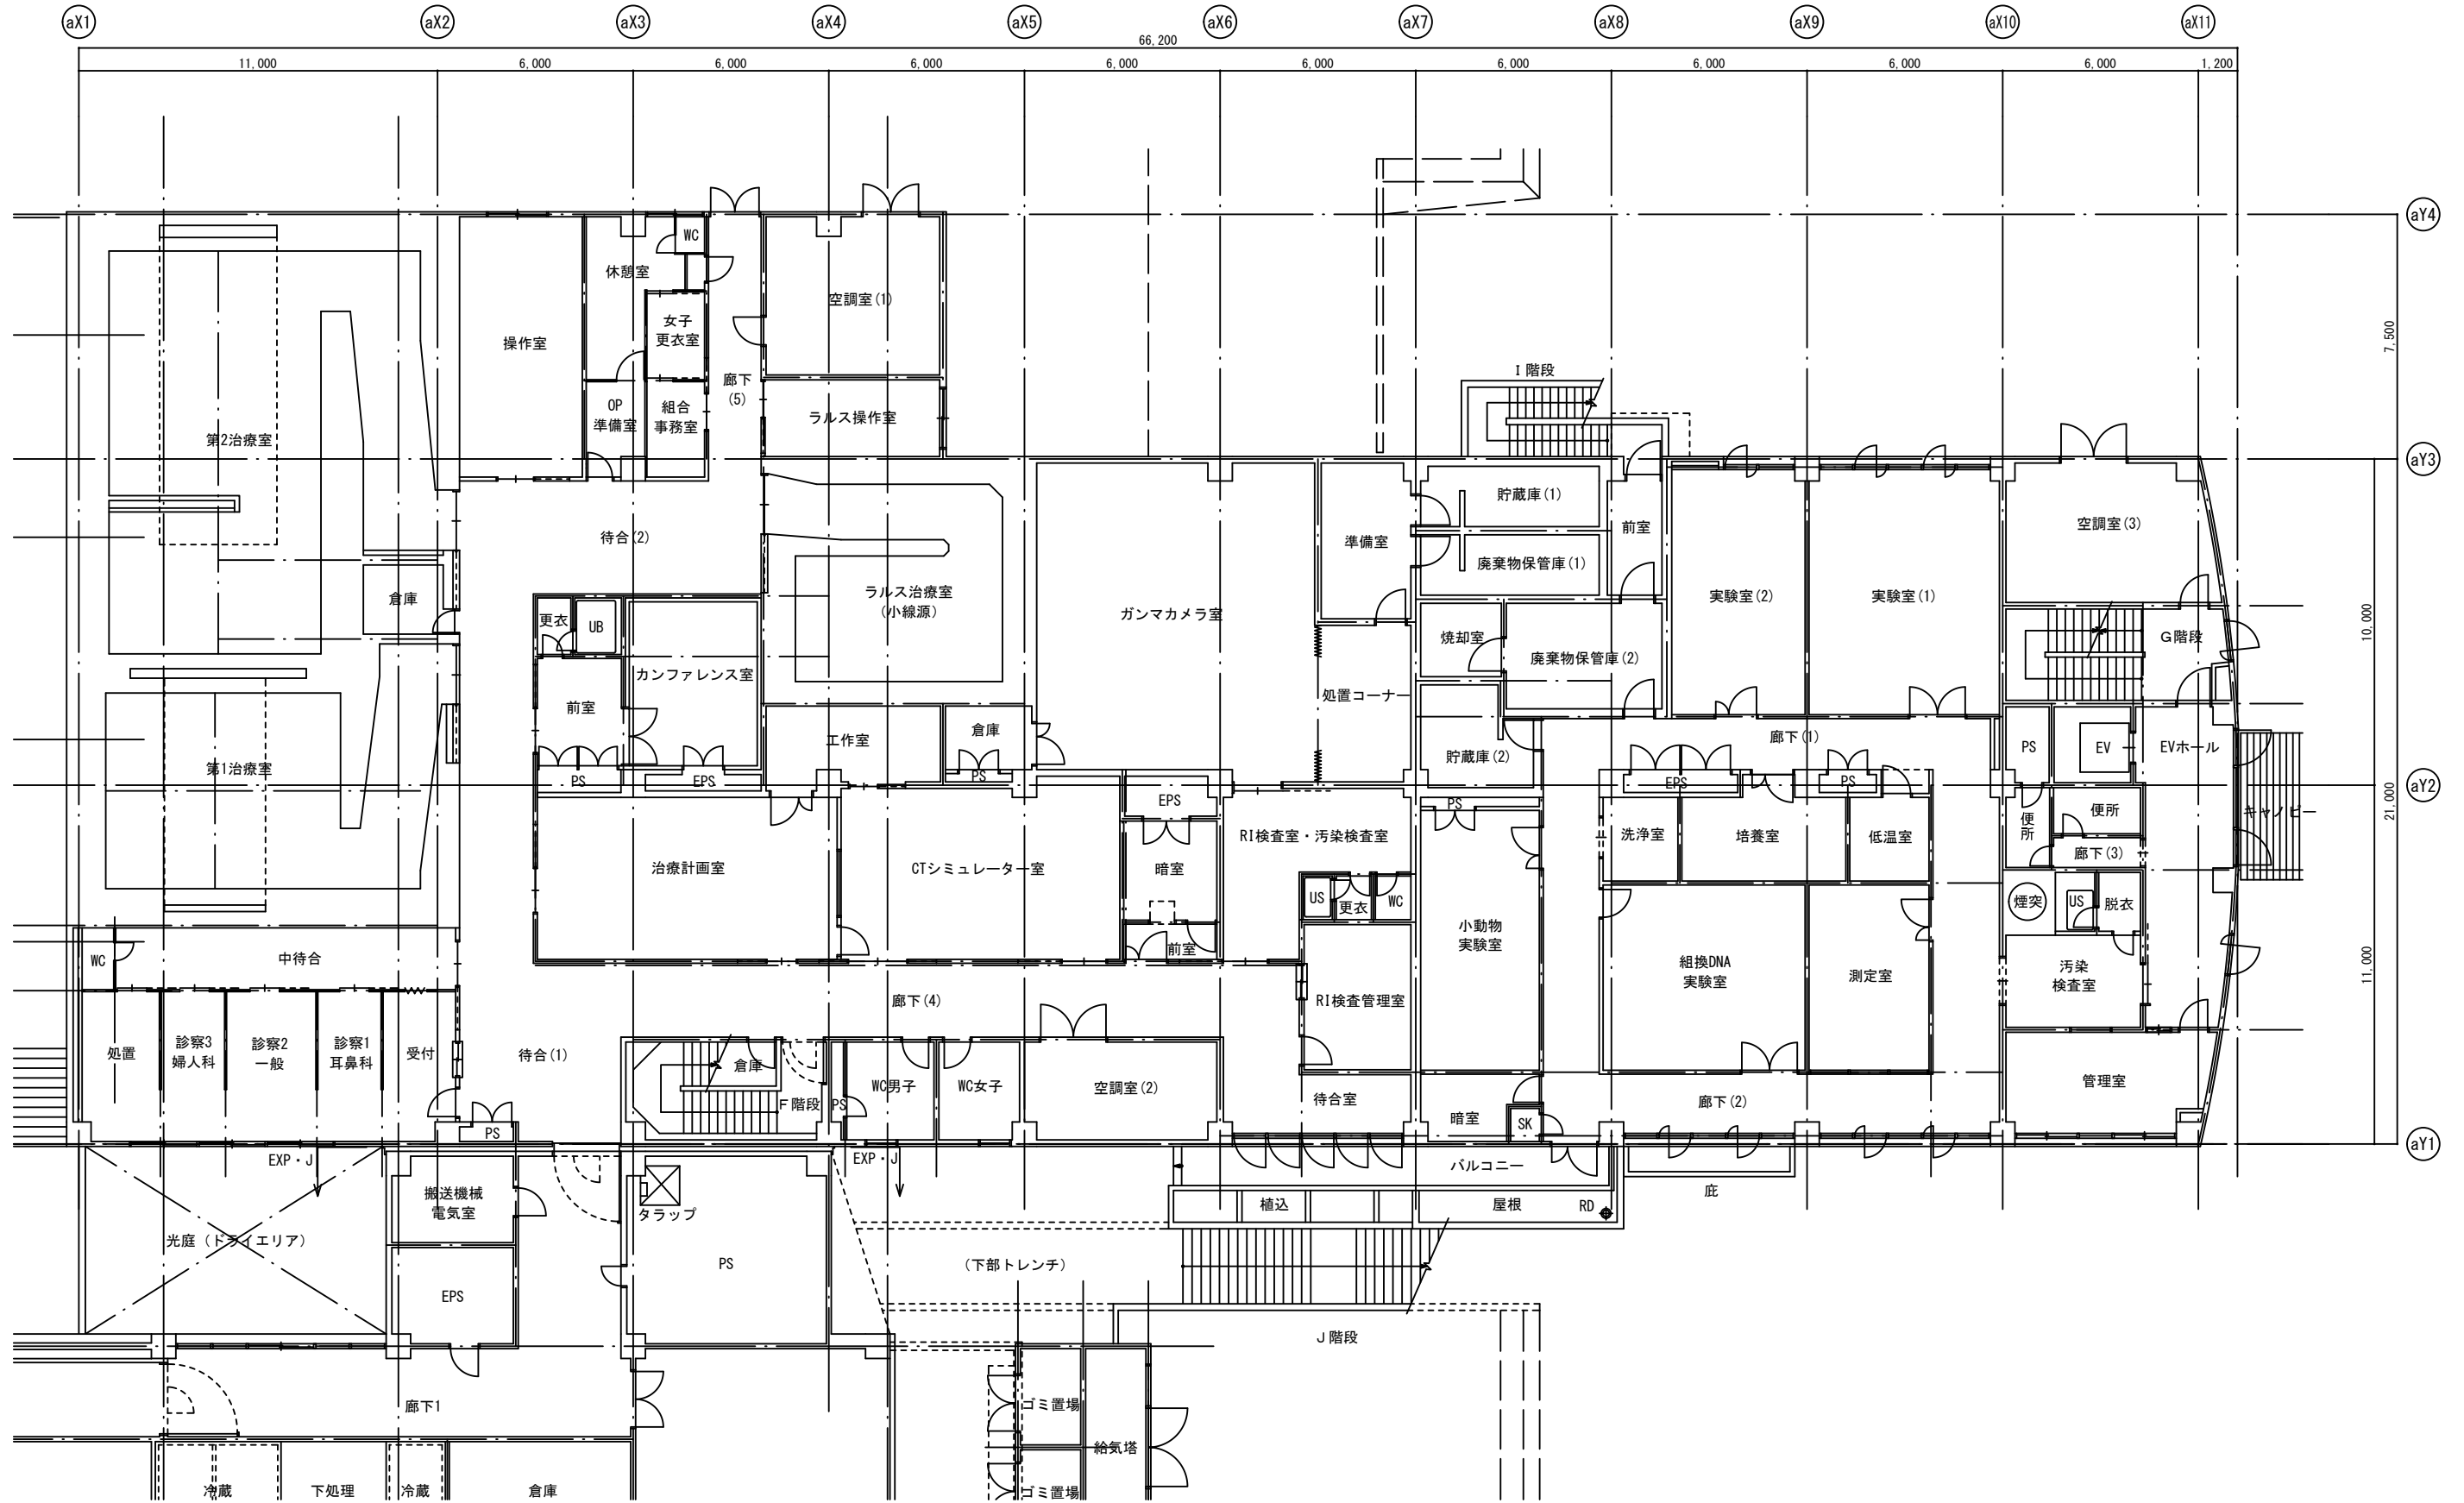 aX1
aX2
aX3
aX4
aX5
aX6
aX7
aX8
aX9
aX10
aX11
66,200
11,000
6,000
6,000
6,000
6,000
6,000
6,000
6,000
6,000
6,000
1,200
aY4
7,500
aY3
10,000
21,000
aY2
11,000
aY1
WC
休憩室
空調室(1)
女子
更衣室
操作室
廊下
(5)
OP
準備室
組合
事務室
ラルス操作室
I階段
第2治療室
待合(2)
倉庫
更衣
UB
ラルス治療室
(小線源)
ガンマカメラ室
準備室
貯蔵庫(1)
廃棄物保管庫(1)
前室
実験室(2)
実験室(1)
空調室(3)
焼却室
廃棄物保管庫(2)
G階段
カンファレンス室
処置コーナー
前室
工作室
倉庫
貯蔵庫(2)
廊下(1)
PS
EV
EVホール
第1治療室
PS
EPS
PS
EPS
PS
EPS
PS
キャノピー
治療計画室
CTシミュレーター室
暗室
RI検査室・汚染検査室
洗浄室
培養室
低温室
便所
便所
廊下(3)
US
更衣
WC
煙突
US
脱衣
小動物
実験室
WC
中待合
前室
組換DNA
実験室
測定室
汚染
検査室
廊下(4)
RI検査管理室
処置
診察3
婦人科
診察2
一般
診察1
耳鼻科
受付
待合(1)
倉庫
F階段
PS
WC男子
WC女子
空調室(2)
待合室
暗室
SK
廊下(2)
管理室
PS
EXP・J
EXP・J
バルコニー
庇
搬送機械
電気室
タラップ
植込
屋根
RD
光庭(ドライエリア)
PS
(下部トレンチ)
EPS
J階段
廊下1
ゴミ置場
給気塔
冷蔵
下処理
冷蔵
倉庫
ゴミ置場